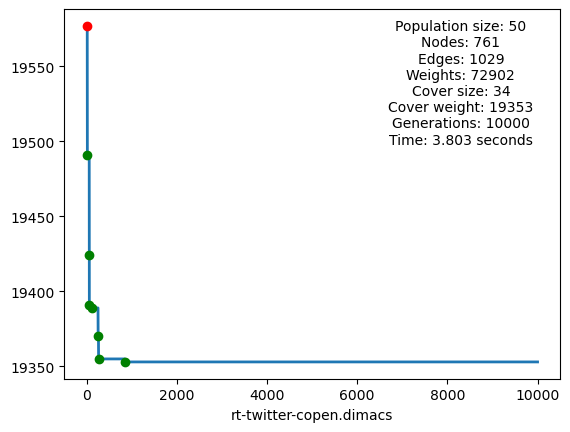 Population size: 50
Nodes: 761
Edges: 1029
Weights: 72902
Cover size: 34
Cover weight: 19353
Generations: 10000
Time: 3.803 seconds
19550
19500
19450
19400
19350
0 2000 4000 6000 8000 10000
rt-twitter-copen.dimacs